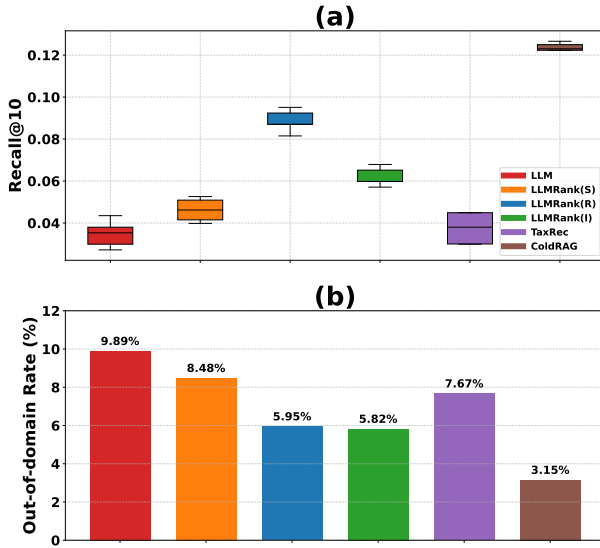 (a)
Recall@10
0.12
0.10
0.08
0.06
0.04
LLM
LLMRank(S)
LLMRank(R)
LLMRank(I)
TaxRec
ColdRAG
(b)
Out-of-domain Rate (%)
12
10
8
6
4
2
0
9.89%
8.48%
5.95%
5.82%
7.67%
3.15%